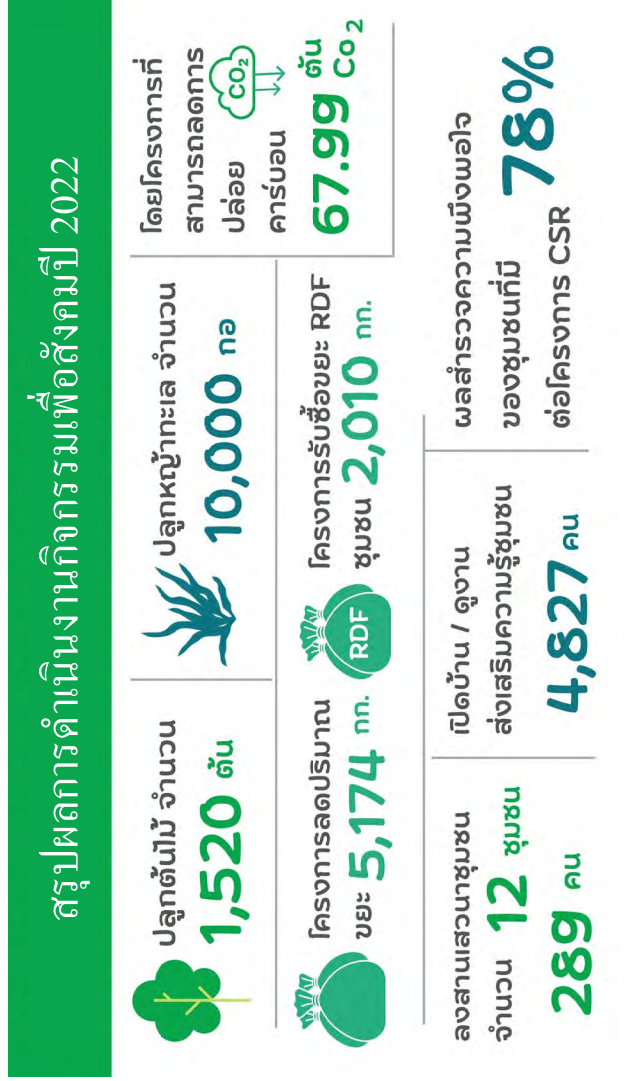 สรุปผลการดำเนินงานกิจกรรมเพื่อสังคมปี 2022
ปลูกต้นไม้ จำนวน
1,520 ต้น
ปลูกหญ้าทะเล จำนวน
10,000 กอ
โดยโครงการที่
สามารถลดการ
ปล่อย
คาร์บอน
CO2
67.99 ตัน
Co2
โครงการลดปริมาณ
ขยะ 5,174 กก.
RDF
โครงการรับซื้อขยะ RDF
ชุมชน 2,010 กก.
ลงสานเสวนาชุมชน
จำนวน 12 ชุมชน
289 คน
เปิดบ้าน / ดูงาน
ส่งเสริมความรู้ชุมชน
4,827 คน
ผลสำรวจความพึงพอใจ
ของชุมชนที่มี 78%
ต่อโครงการ CSR